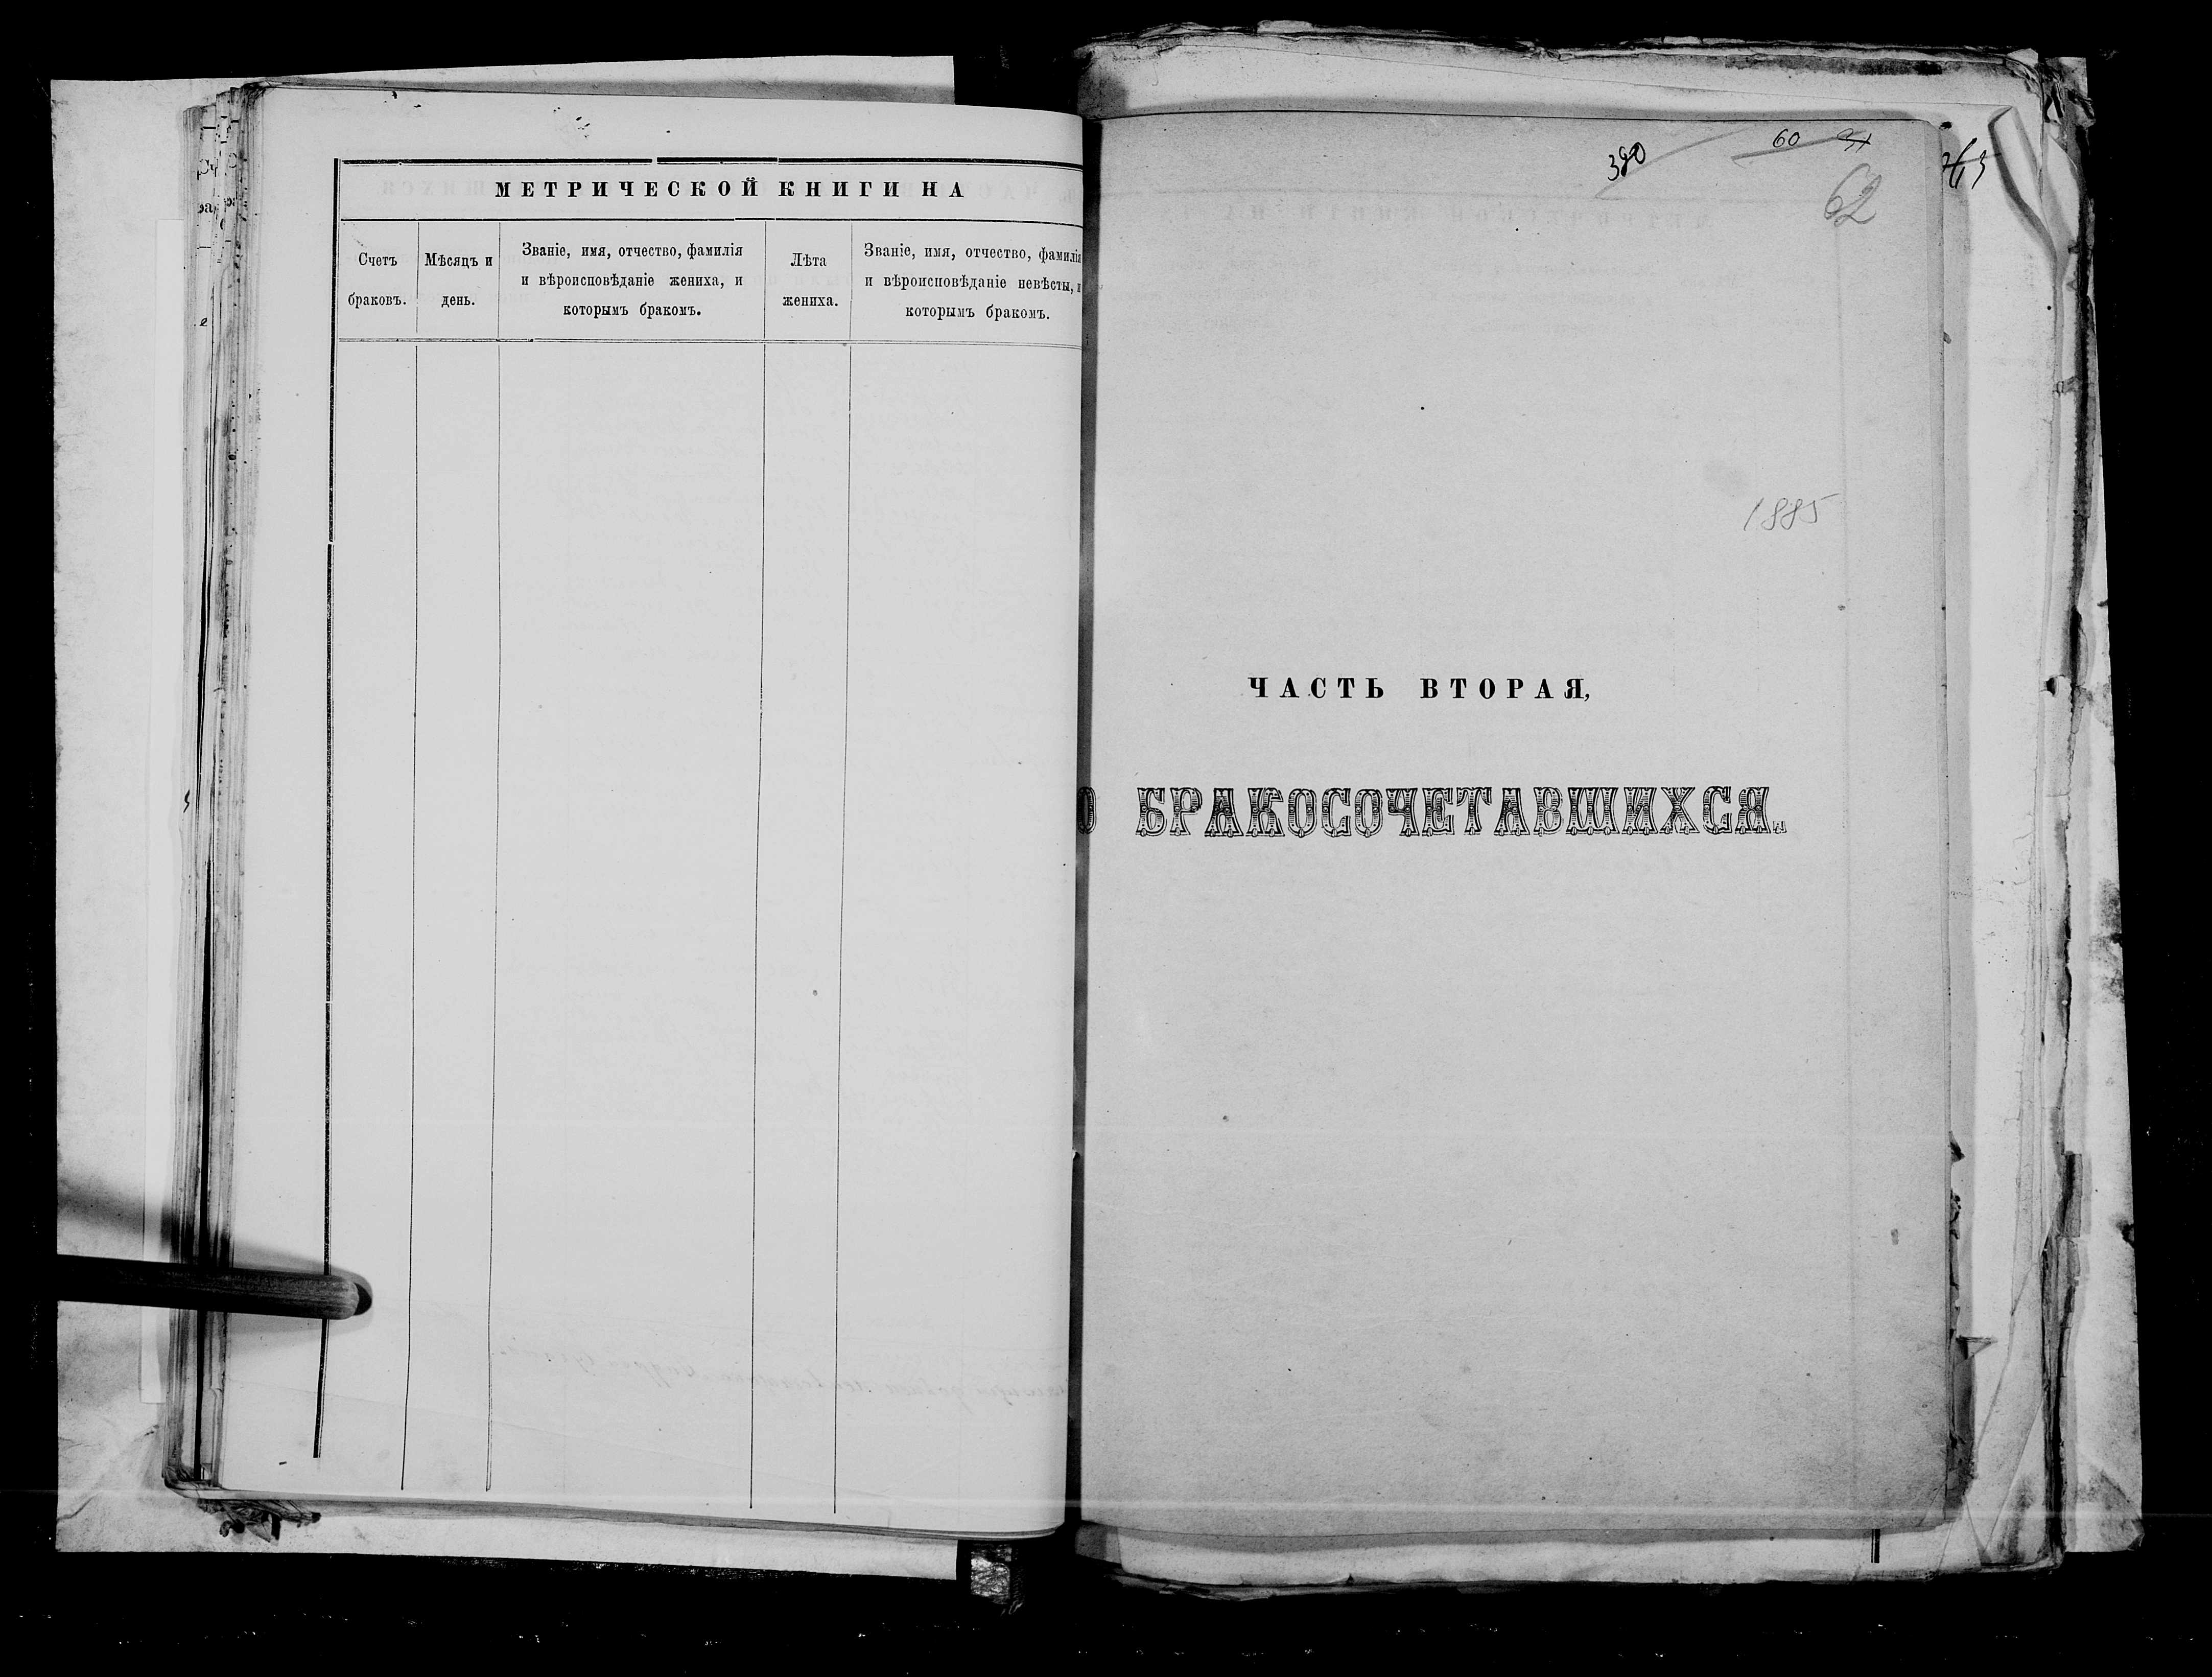 МЕТРИЧЕСКОЙ КНИГИ НА
Счетъ
браковъ.
Мѣсяцъ и
день.
Званіе, имя, отчество, фамилія
и вѣроисповѣданіе жениха, и
которымъ бракомъ.
Лѣта
жениха.
Званіе, имя, отчество, фамилія
и вѣроисповѣданіе невѣсты, и
которымъ бракомъ.
60
62
1885
ЧАСТЬ ВТОРАЯ,
О БРАКОСОЧЕТАВШИХСЯ.